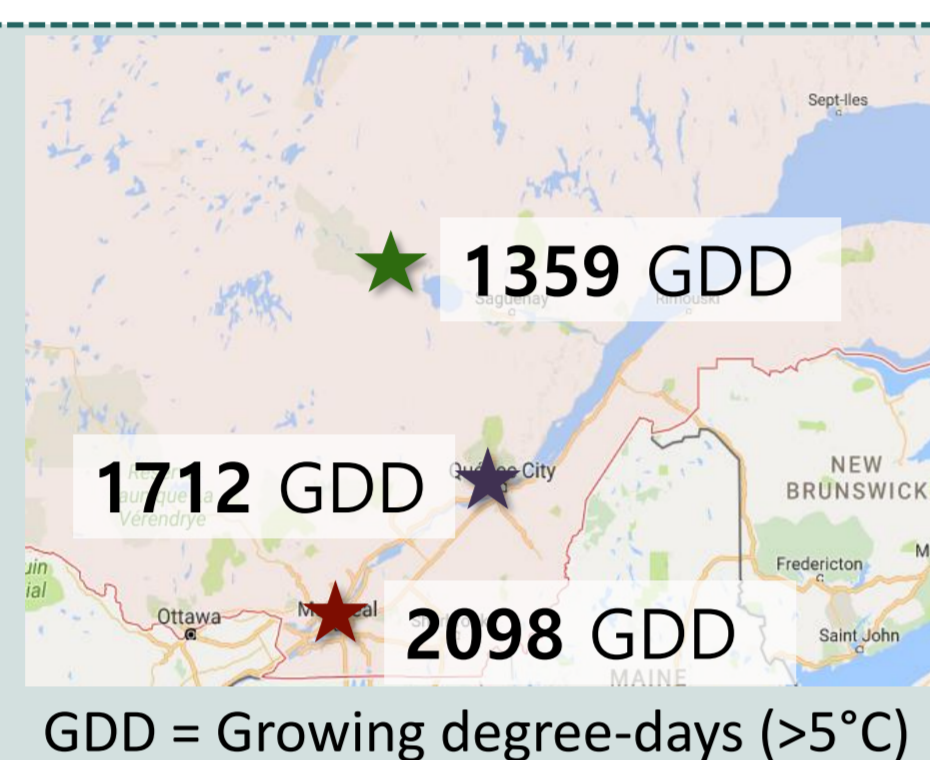 Sept-Iles
1359 GDD
Saguenay
Rimouski
1712 GDD
City
NEW
BRUNSWICK
Vérendrye
Fredericton
Ottawa
2098 GDD
Saint John
MAINE
GDD = Growing degree-days (>5°C)